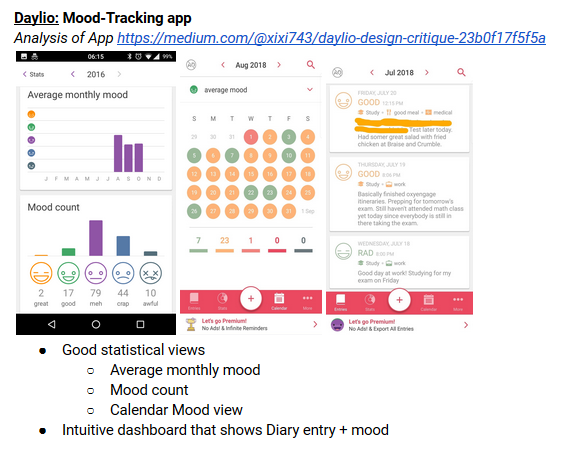 Daylio: Mood-Tracking app
Analysis of App https://medium.com/@xixi743/daylio-design-critique-23b0f17f5f5a
06:15 99%
< Stats < 2016 >
Average monthly mood
J F M A M J J A S O N D
Mood count
2 17 79 44 10
great good meh crap awful
< Aug 2018 >
average mood
S M T W T F S
29 30 31 1 2 3 4
5 6 7 8 9 10 11
12 13 14 15 16 17 18
19 20 21 22 23 24 25
26 27 28 29 30 31 1 Sep
7 23 1 0 0
Entries Stats + Calendar More
Let's go Premium!
No Ads! & Infinite Reminders
< Jul 2018 >
FRIDAY, JULY 20
GOOD 12:15 PM
Study • good meal • medical
Test later today.
Had somer great salad with fried
chicken at Braise and Crumble.
THURSDAY, JULY 19
GOOD 8:06 PM
Study • work
Basically finished oxyengage
itineraries. Prepping for tomorrow's
exam. Still haven't attended math class
yet today since everybody is still in
there taking the exam.
WEDNESDAY, JULY 18
RAD 8:00 PM
Study • work
Good day at work! Studying for my
exam on Friday
Entries Stats + Calendar More
Let's go Premium!
No Ads! & Export All Entries
● Good statistical views
○ Average monthly mood
○ Mood count
○ Calendar Mood view
● Intuitive dashboard that shows Diary entry + mood